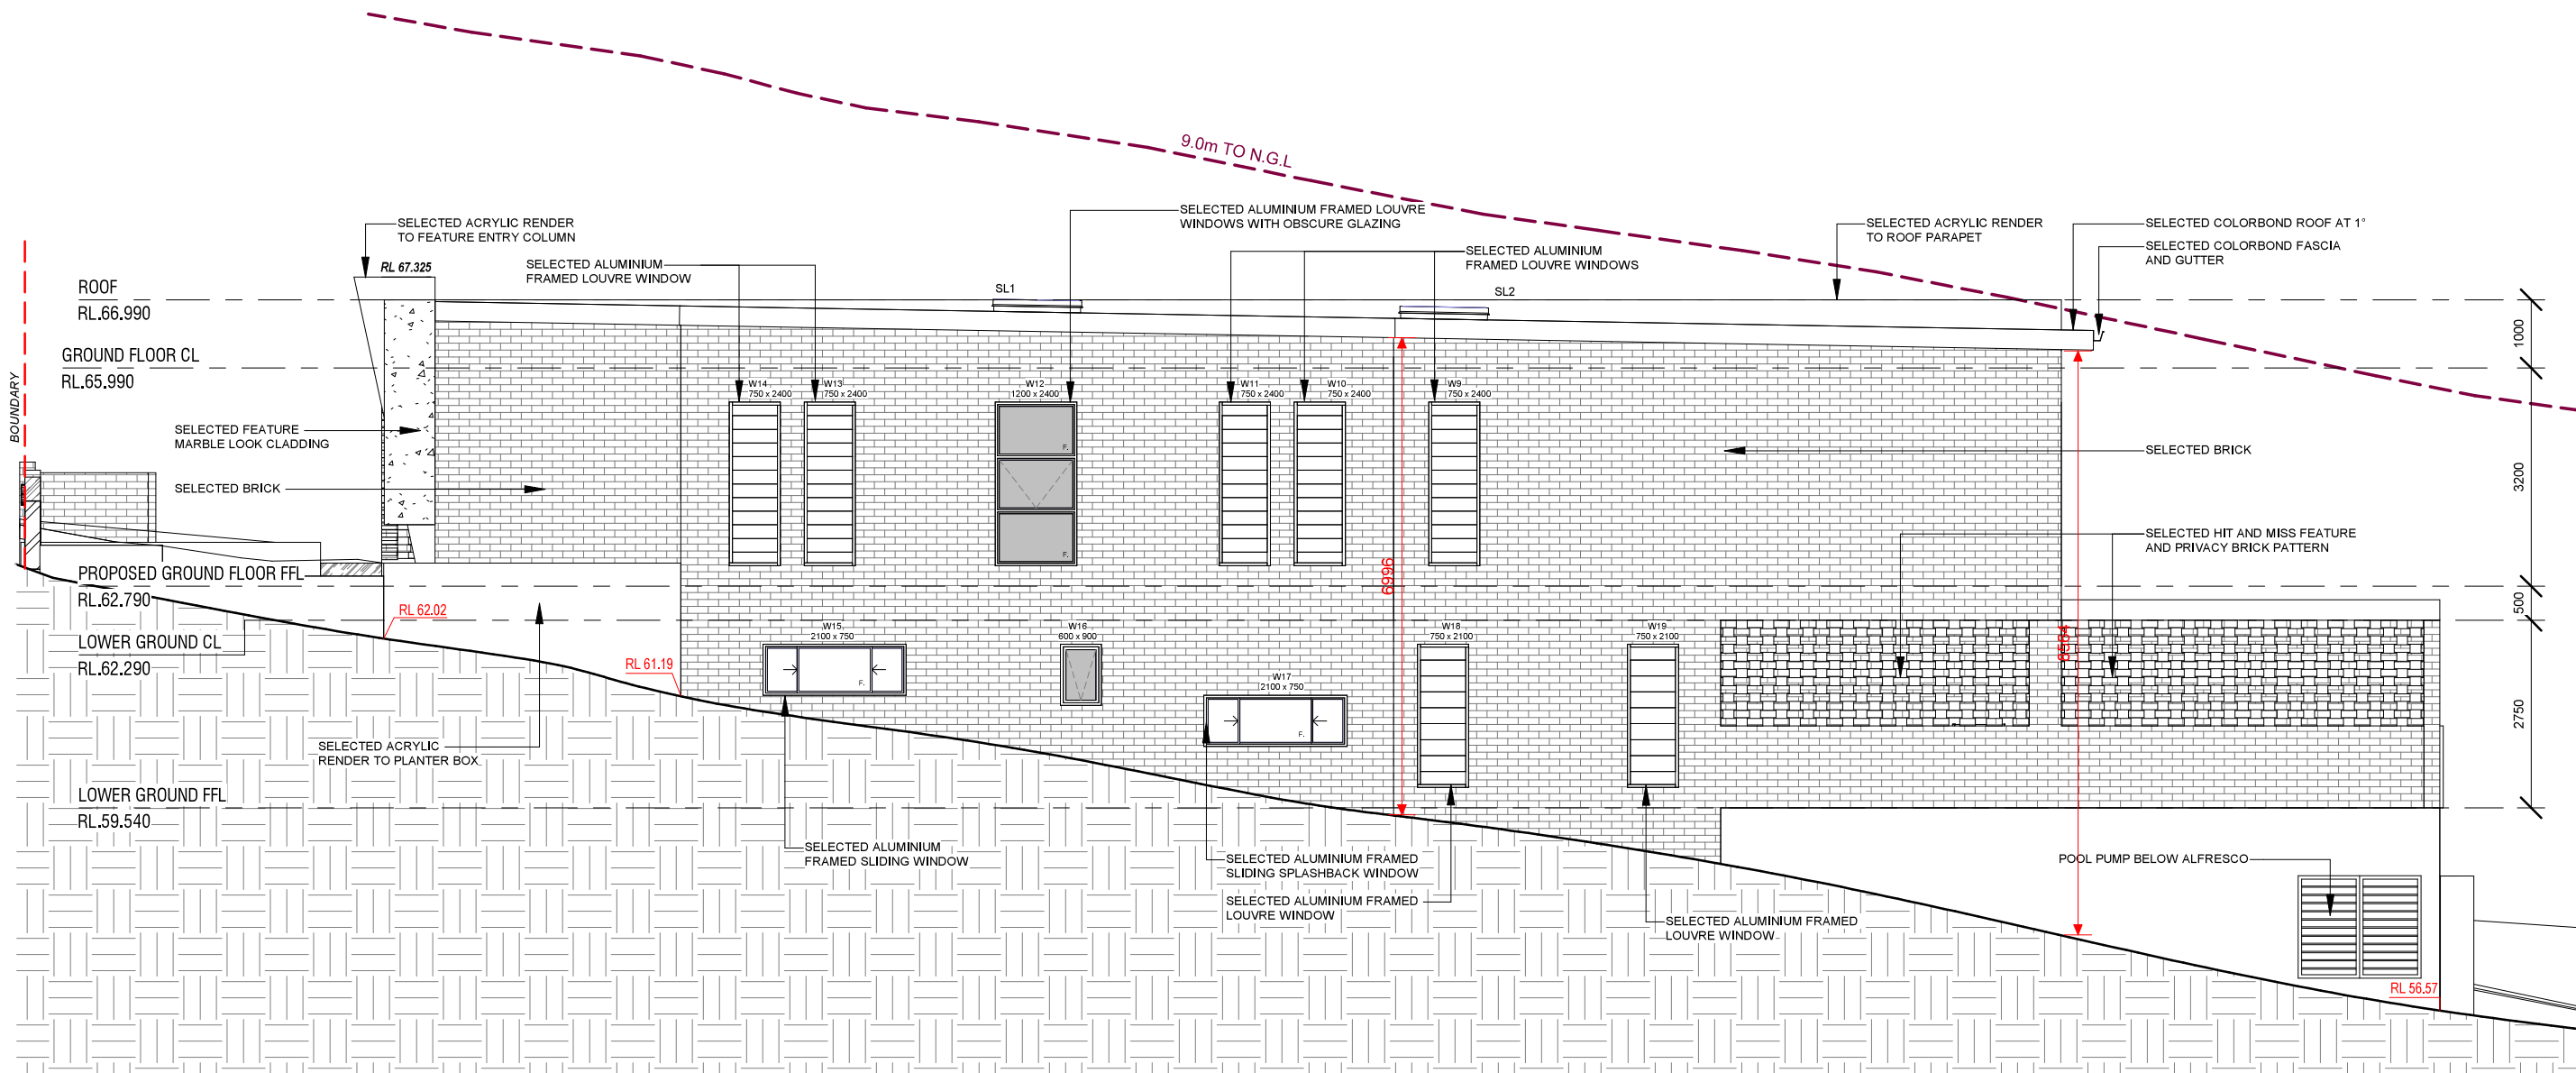 9.0m TO N.G.L
SELECTED ACRYLIC RENDER
TO FEATURE ENTRY COLUMN
SELECTED ALUMINIUM FRAMED LOUVRE
WINDOWS WITH OBSCURE GLAZING
SELECTED ACRYLIC RENDER
TO ROOF PARAPET
SELECTED COLORBOND ROOF AT 1°
SELECTED COLORBOND FASCIA
AND GUTTER
SELECTED ALUMINIUM
FRAMED LOUVRE WINDOWS
RL 67.325
SELECTED ALUMINIUM
FRAMED LOUVRE WINDOW
ROOF
RL.66.990
SL1
SL2
1000
GROUND FLOOR CL
RL.65.990
BOUNDARY
W14
750 x 2400
W13
750 x 2400
W12
1200 x 2400
W11
750 x 2400
W10
750 x 2400
W9
750 x 2400
SELECTED FEATURE
MARBLE LOOK CLADDING
F.
SELECTED BRICK
SELECTED BRICK
3200
SELECTED HIT AND MISS FEATURE
AND PRIVACY BRICK PATTERN
F.
6996
PROPOSED GROUND FLOOR FFL
RL.62.790
RL 62.02
500
LOWER GROUND CL
RL.62.290
W15
2100 x 750
W16
600 x 900
W18
750 x 2100
W19
750 x 2100
8584
RL 61.19
F.
W17
2100 x 750
F.
2750
SELECTED ACRYLIC
RENDER TO PLANTER BOX
LOWER GROUND FFL
RL.59.540
SELECTED ALUMINIUM
FRAMED SLIDING WINDOW
SELECTED ALUMINIUM FRAMED
SLIDING SPLASHBACK WINDOW
POOL PUMP BELOW ALFRESCO
SELECTED ALUMINIUM FRAMED
LOUVRE WINDOW
SELECTED ALUMINIUM FRAMED
LOUVRE WINDOW
RL 56.57